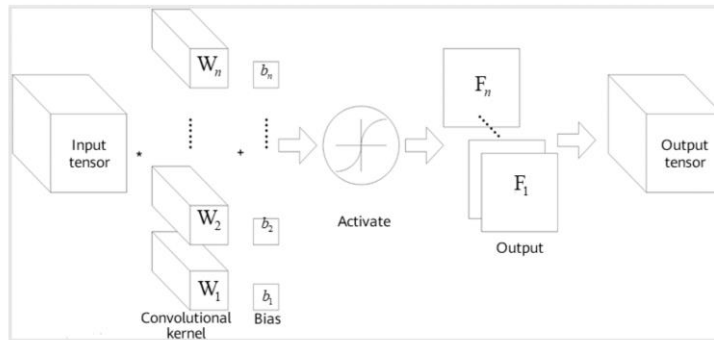 W_n
b_n
F_n
Input
tensor
*
+
Output
tensor
W_2
b_2
F_1
Activate
Output
W_1
b_1
Convolutional
kernel
Bias